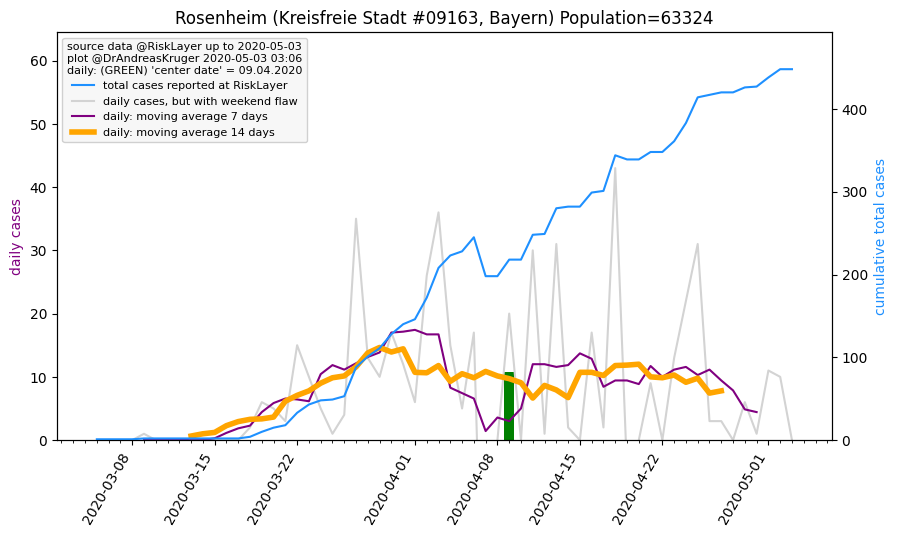 Rosenheim (Kreisfreie Stadt #09163, Bayern) Population=63324
source data @RiskLayer up to 2020-05-03
plot @DrAndreasKruger 2020-05-03 03:06
daily: (GREEN) 'center date' = 09.04.2020
total cases reported at RiskLayer
daily cases, but with weekend flaw
daily: moving average 7 days
daily: moving average 14 days
daily cases
60
50
40
30
20
10
0
cumulative total cases
400
300
200
100
0
2020-03-08
2020-03-15
2020-03-22
2020-04-01
2020-04-08
2020-04-15
2020-04-22
2020-05-01